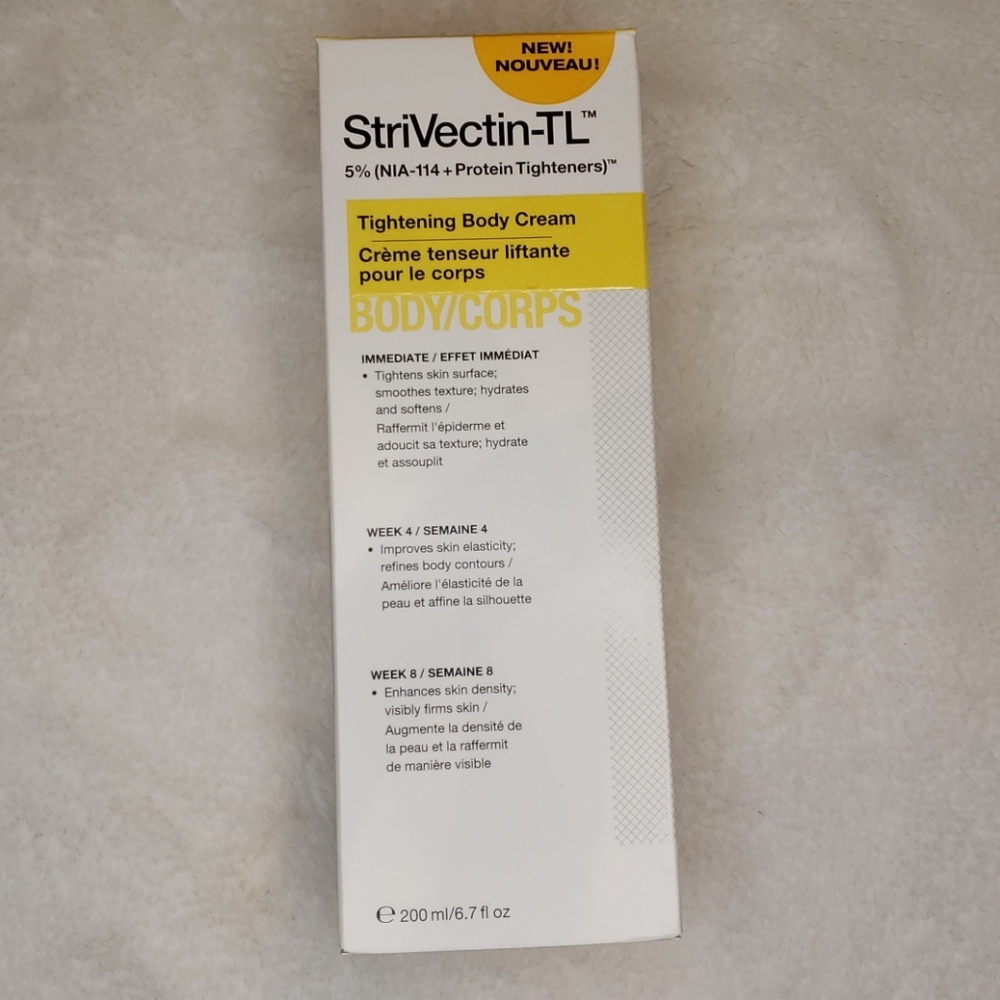 NEW!
NOUVEAU!
StriVectin-TL™
5% (NIA-114 + Protein Tighteners)™
Tightening Body Cream
Crème tenseur liftante
pour le corps
BODY/CORPS
IMMEDIATE / EFFET IMMÉDIAT
• Tightens skin surface;
smoothes texture; hydrates
and softens /
Raffermit l'épiderme et
adoucit sa texture; hydrate
et assouplit
WEEK 4 / SEMAINE 4
• Improves skin elasticity;
refines body contours /
Améliore l'élasticité de la
peau et affine la silhouette
WEEK 8 / SEMAINE 8
• Enhances skin density;
visibly firms skin /
Augmente la densité de
la peau et la raffermit
de manière visible
℮ 200 ml/6.7 fl oz